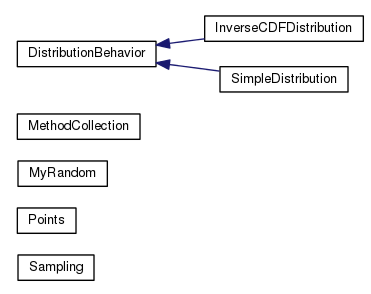 InverseCDFDistribution
DistributionBehavior
SimpleDistribution
MethodCollection
MyRandom
Points
Sampling